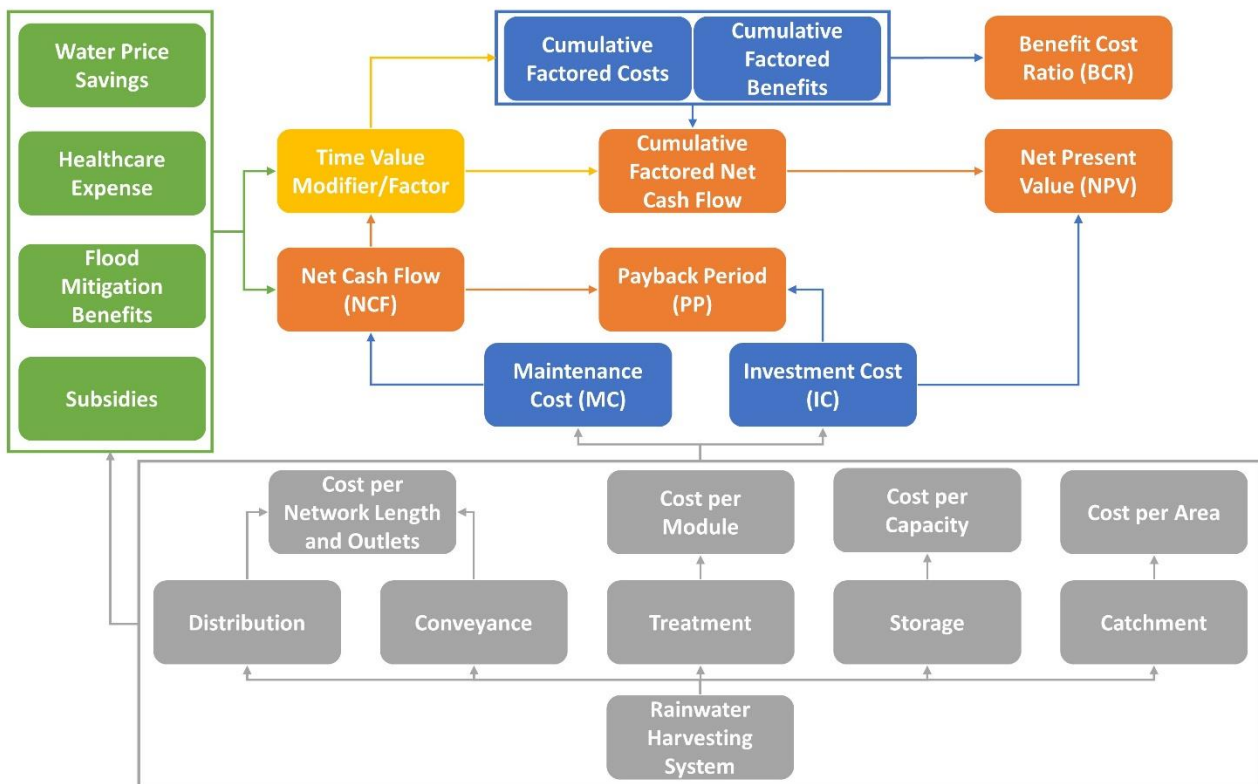 Water Price
Savings
Healthcare
Expense
Flood
Mitigation
Benefits
Subsidies
Time Value
Modifier/Factor
Net Cash Flow
(NCF)
Cumulative
Factored Costs
Cumulative
Factored
Benefits
Cumulative
Factored Net
Cash Flow
Payback Period
(PP)
Benefit Cost
Ratio (BCR)
Net Present
Value (NPV)
Maintenance
Cost (MC)
Investment Cost
(IC)
Cost per
Network Length
and Outlets
Cost per
Module
Cost per
Capacity
Cost per Area
Distribution
Conveyance
Treatment
Storage
Catchment
Rainwater
Harvesting
System